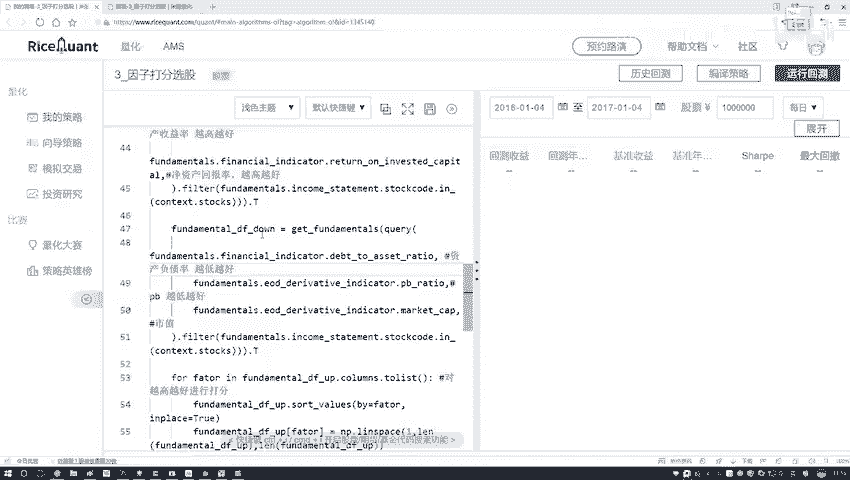 https://www.ricequant.com/quant/#main-algorithms-
RiceQuant 量化 AMS 预约路演 帮助文档 社区
3_因子打分选股 股票 历史回测 编译策略 运行回测
量化
我的策略
向导策略
模拟交易
投资研究
比赛
量化大赛
策略英雄榜
浅色主题 默认快捷键
2016-01-04 至 2017-01-04 股票 ¥ 1000000 每日
展开
回测收益 回测年… 基准收益 基准年… Sharpe 最大回撤
-- -- -- -- -- --
产收益率 越高越好
44
fundamentals.financial_indicator.return_on_invested_capit
al,#净资产回报率，越高越好
45 ).filter(fundamentals.income_statement.stockcode.in_
(context.stocks))).T
46
47 fundamental_df_down = get_fundamentals(query(
48
fundamentals.financial_indicator.debt_to_asset_ratio, #资
产负债率 越低越好
49 fundamentals.eod_derivative_indicator.pb_ratio,#
pb 越低越好
50 fundamentals.eod_derivative_indicator.market_cap,
#市值
51 ).filter(fundamentals.income_statement.stockcode.in_
(context.stocks))).T
52
53 for fator in fundamental_df_up.columns.tolist(): #对
越高越好进行打分
54 fundamental_df_up.sort_values(by=fator,
inplace=True)
55 fundamental_df_up[fator] = np.linspace(1,len
(fundamental_df_up),len(fundamental_df_up))